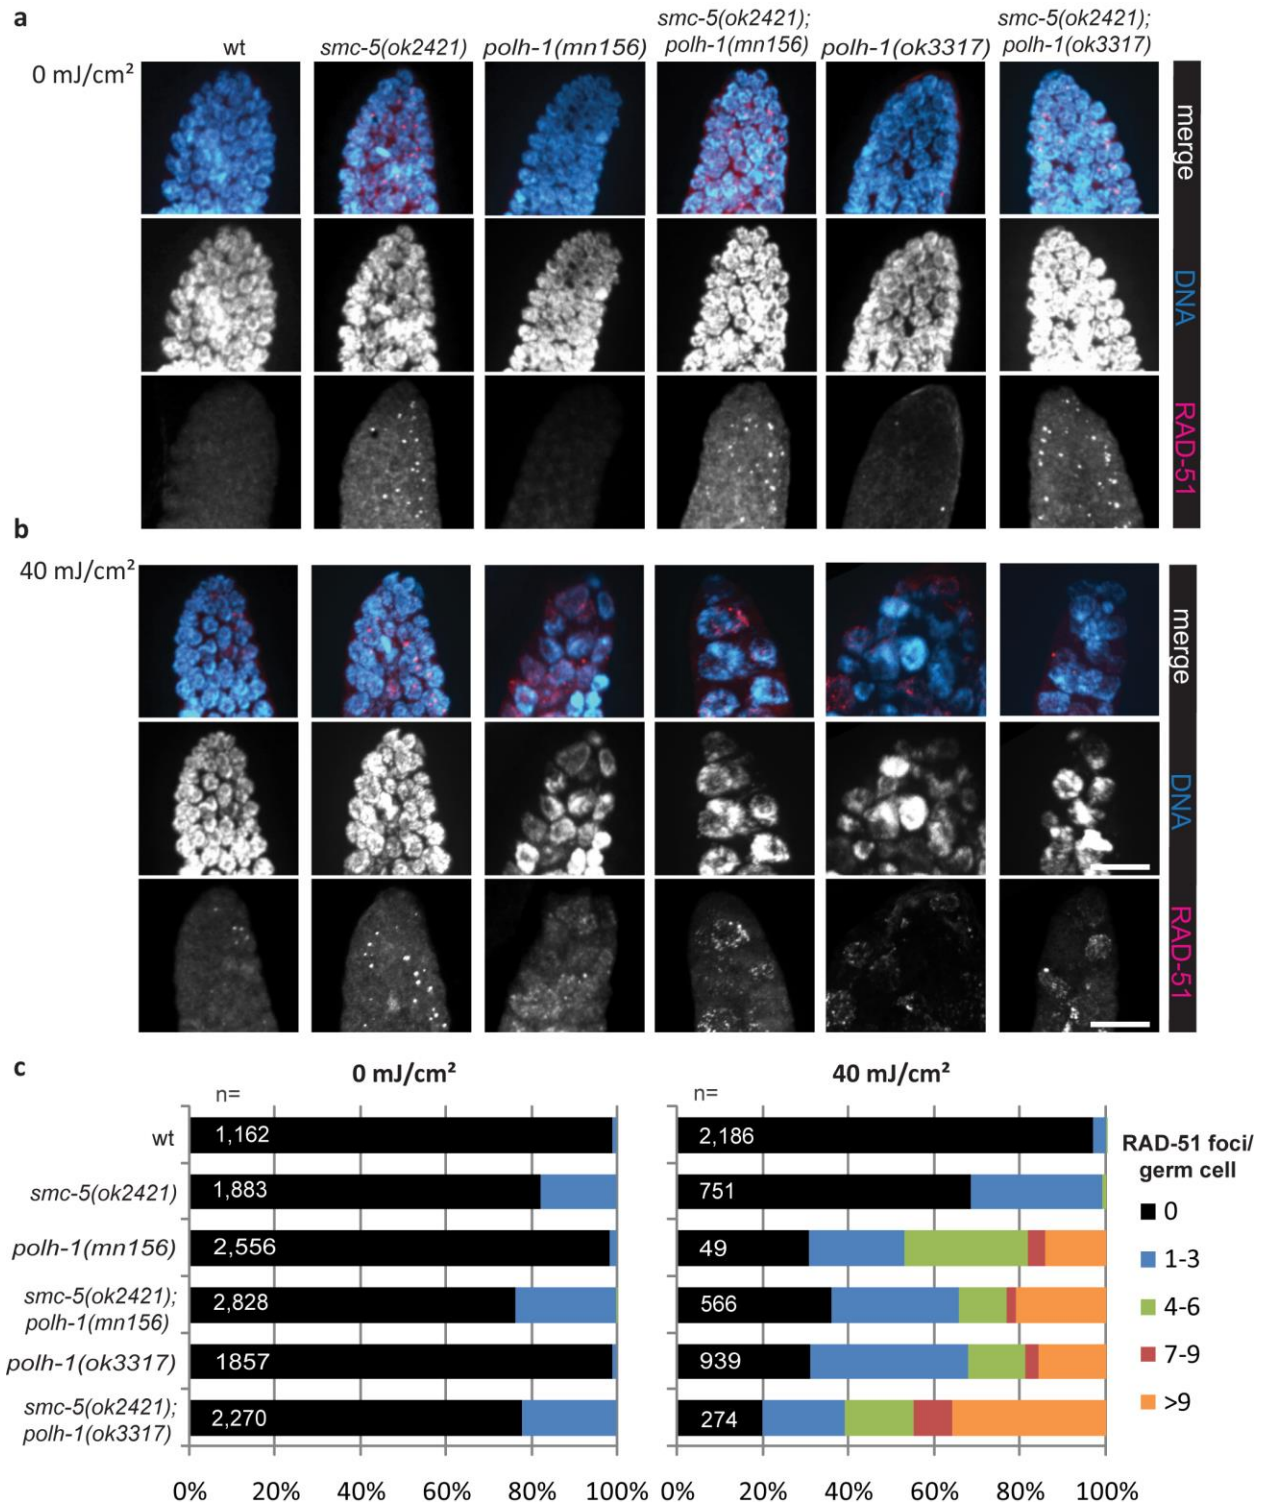 a
wt
smc-5(ok2421)
polh-1(mn156)
smc-5(ok2421);
polh-1(mn156)
polh-1(ok3317)
smc-5(ok2421);
polh-1(ok3317)
0 mJ/cm²
merge
DNA
RAD-51
b
40 mJ/cm²
merge
DNA
RAD-51
c
0 mJ/cm²
40 mJ/cm²
n=
n=
wt
1,162
2,186
smc-5(ok2421)
1,883
751
polh-1(mn156)
2,556
49
smc-5(ok2421);
polh-1(mn156)
2,828
566
polh-1(ok3317)
1857
939
smc-5(ok2421);
polh-1(ok3317)
2,270
274
0% 20% 40% 60% 80% 100%
0% 20% 40% 60% 80% 100%
RAD-51 foci/
germ cell
0
1-3
4-6
7-9
>9